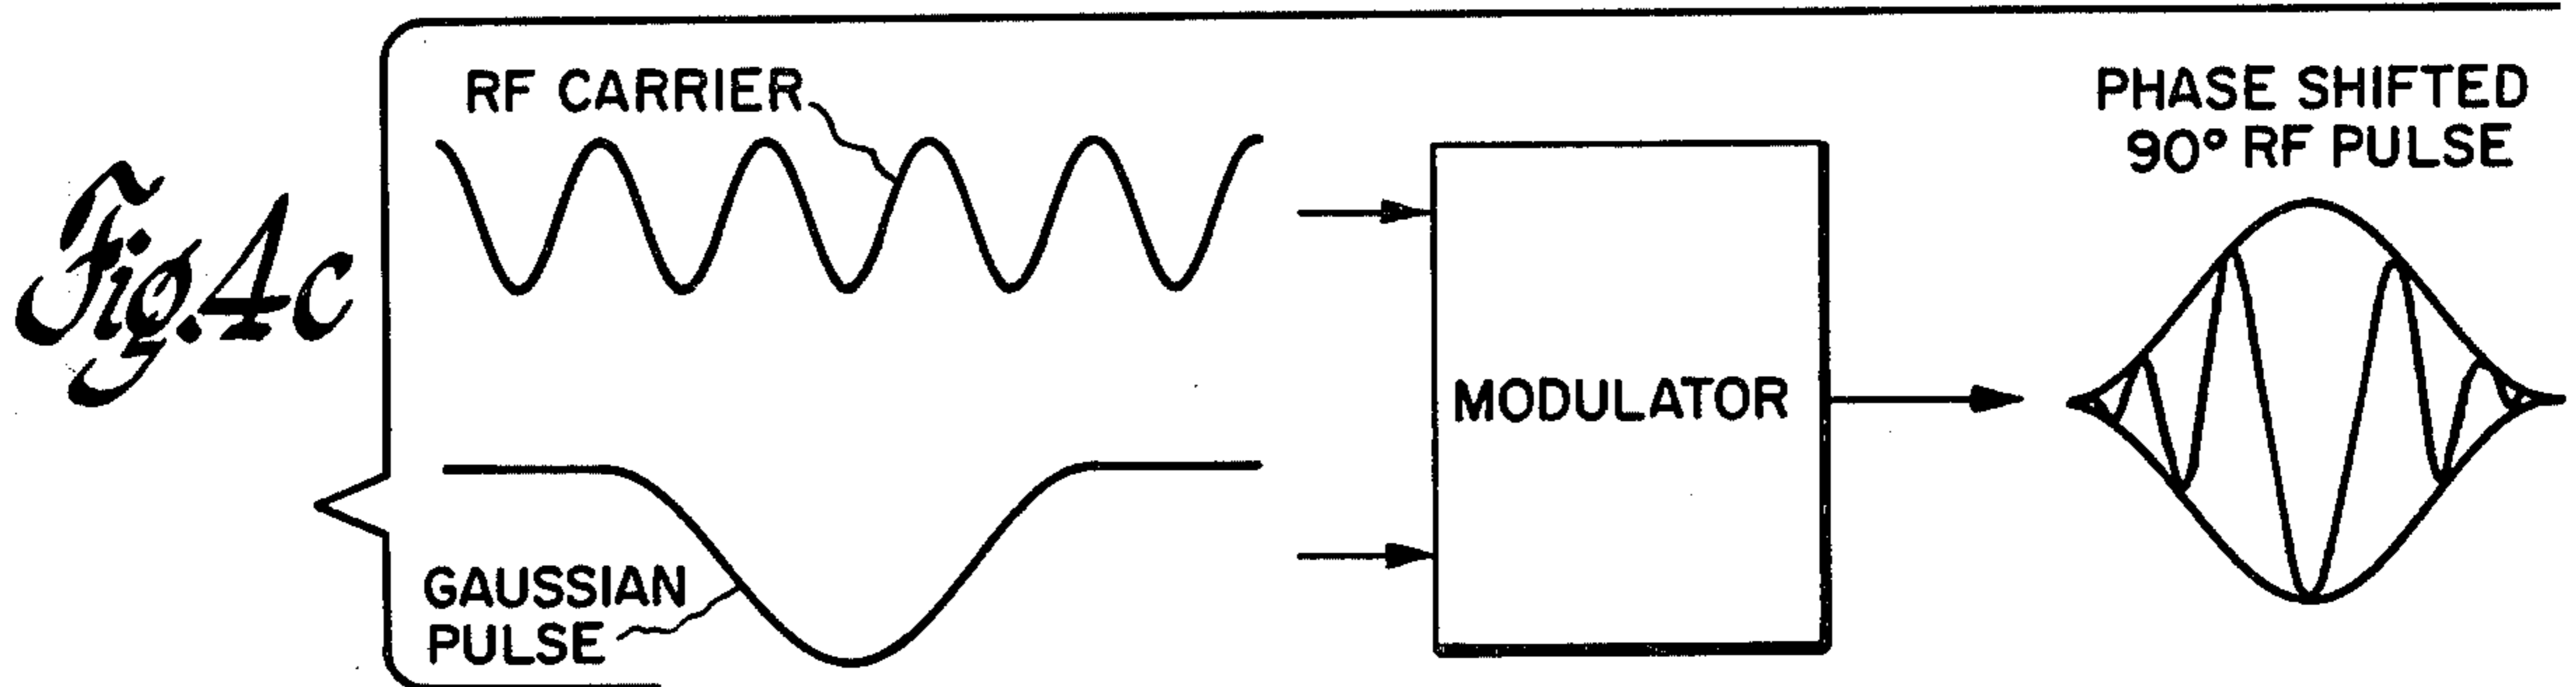 Fig. 4c
RF CARRIER
PHASE SHIFTED
90° RF PULSE
MODULATOR
GAUSSIAN
PULSE